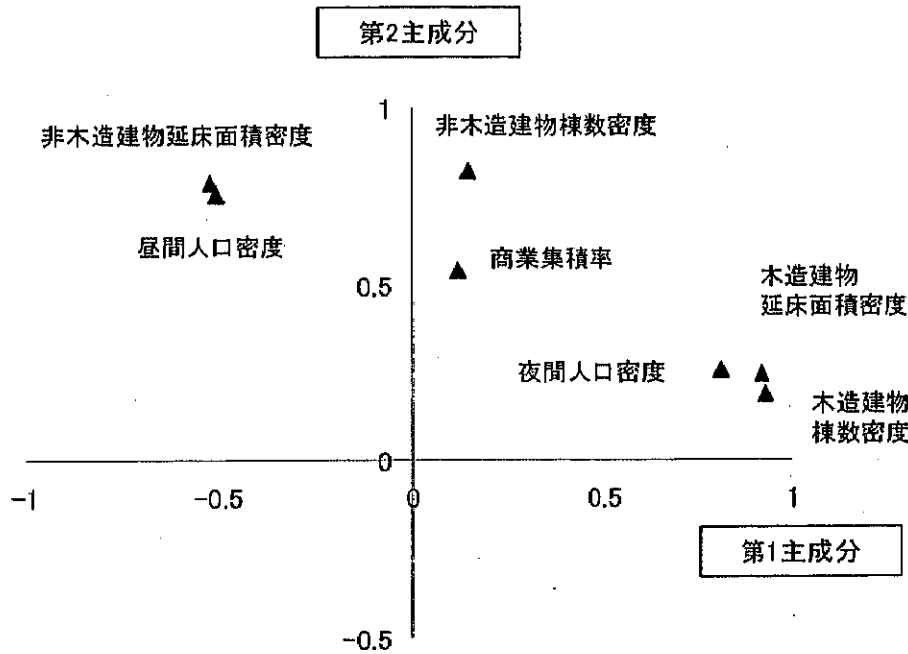 第2主成分
1
非木造建物延床面積密度
非木造建物棟数密度
昼間人口密度
商業集積率
0.5
木造建物
延床面積密度
夜間人口密度
木造建物
棟数密度
0
-1
-0.5
0
0.5
1
第1主成分
-0.5